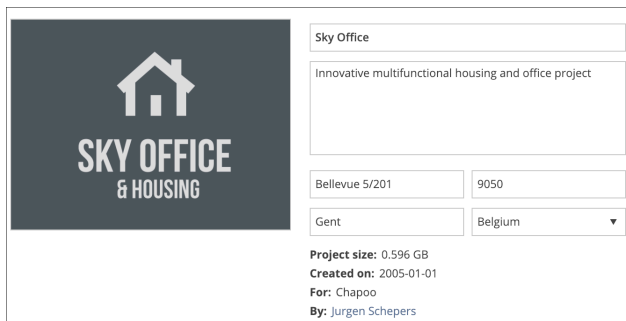 SKY OFFICE
& HOUSING
Sky Office
Innovative multifunctional housing and office project
Bellevue 5/201
9050
Gent
Belgium
Project size: 0.596 GB
Created on: 2005-01-01
For: Chapoo
By: Jurgen Schepers